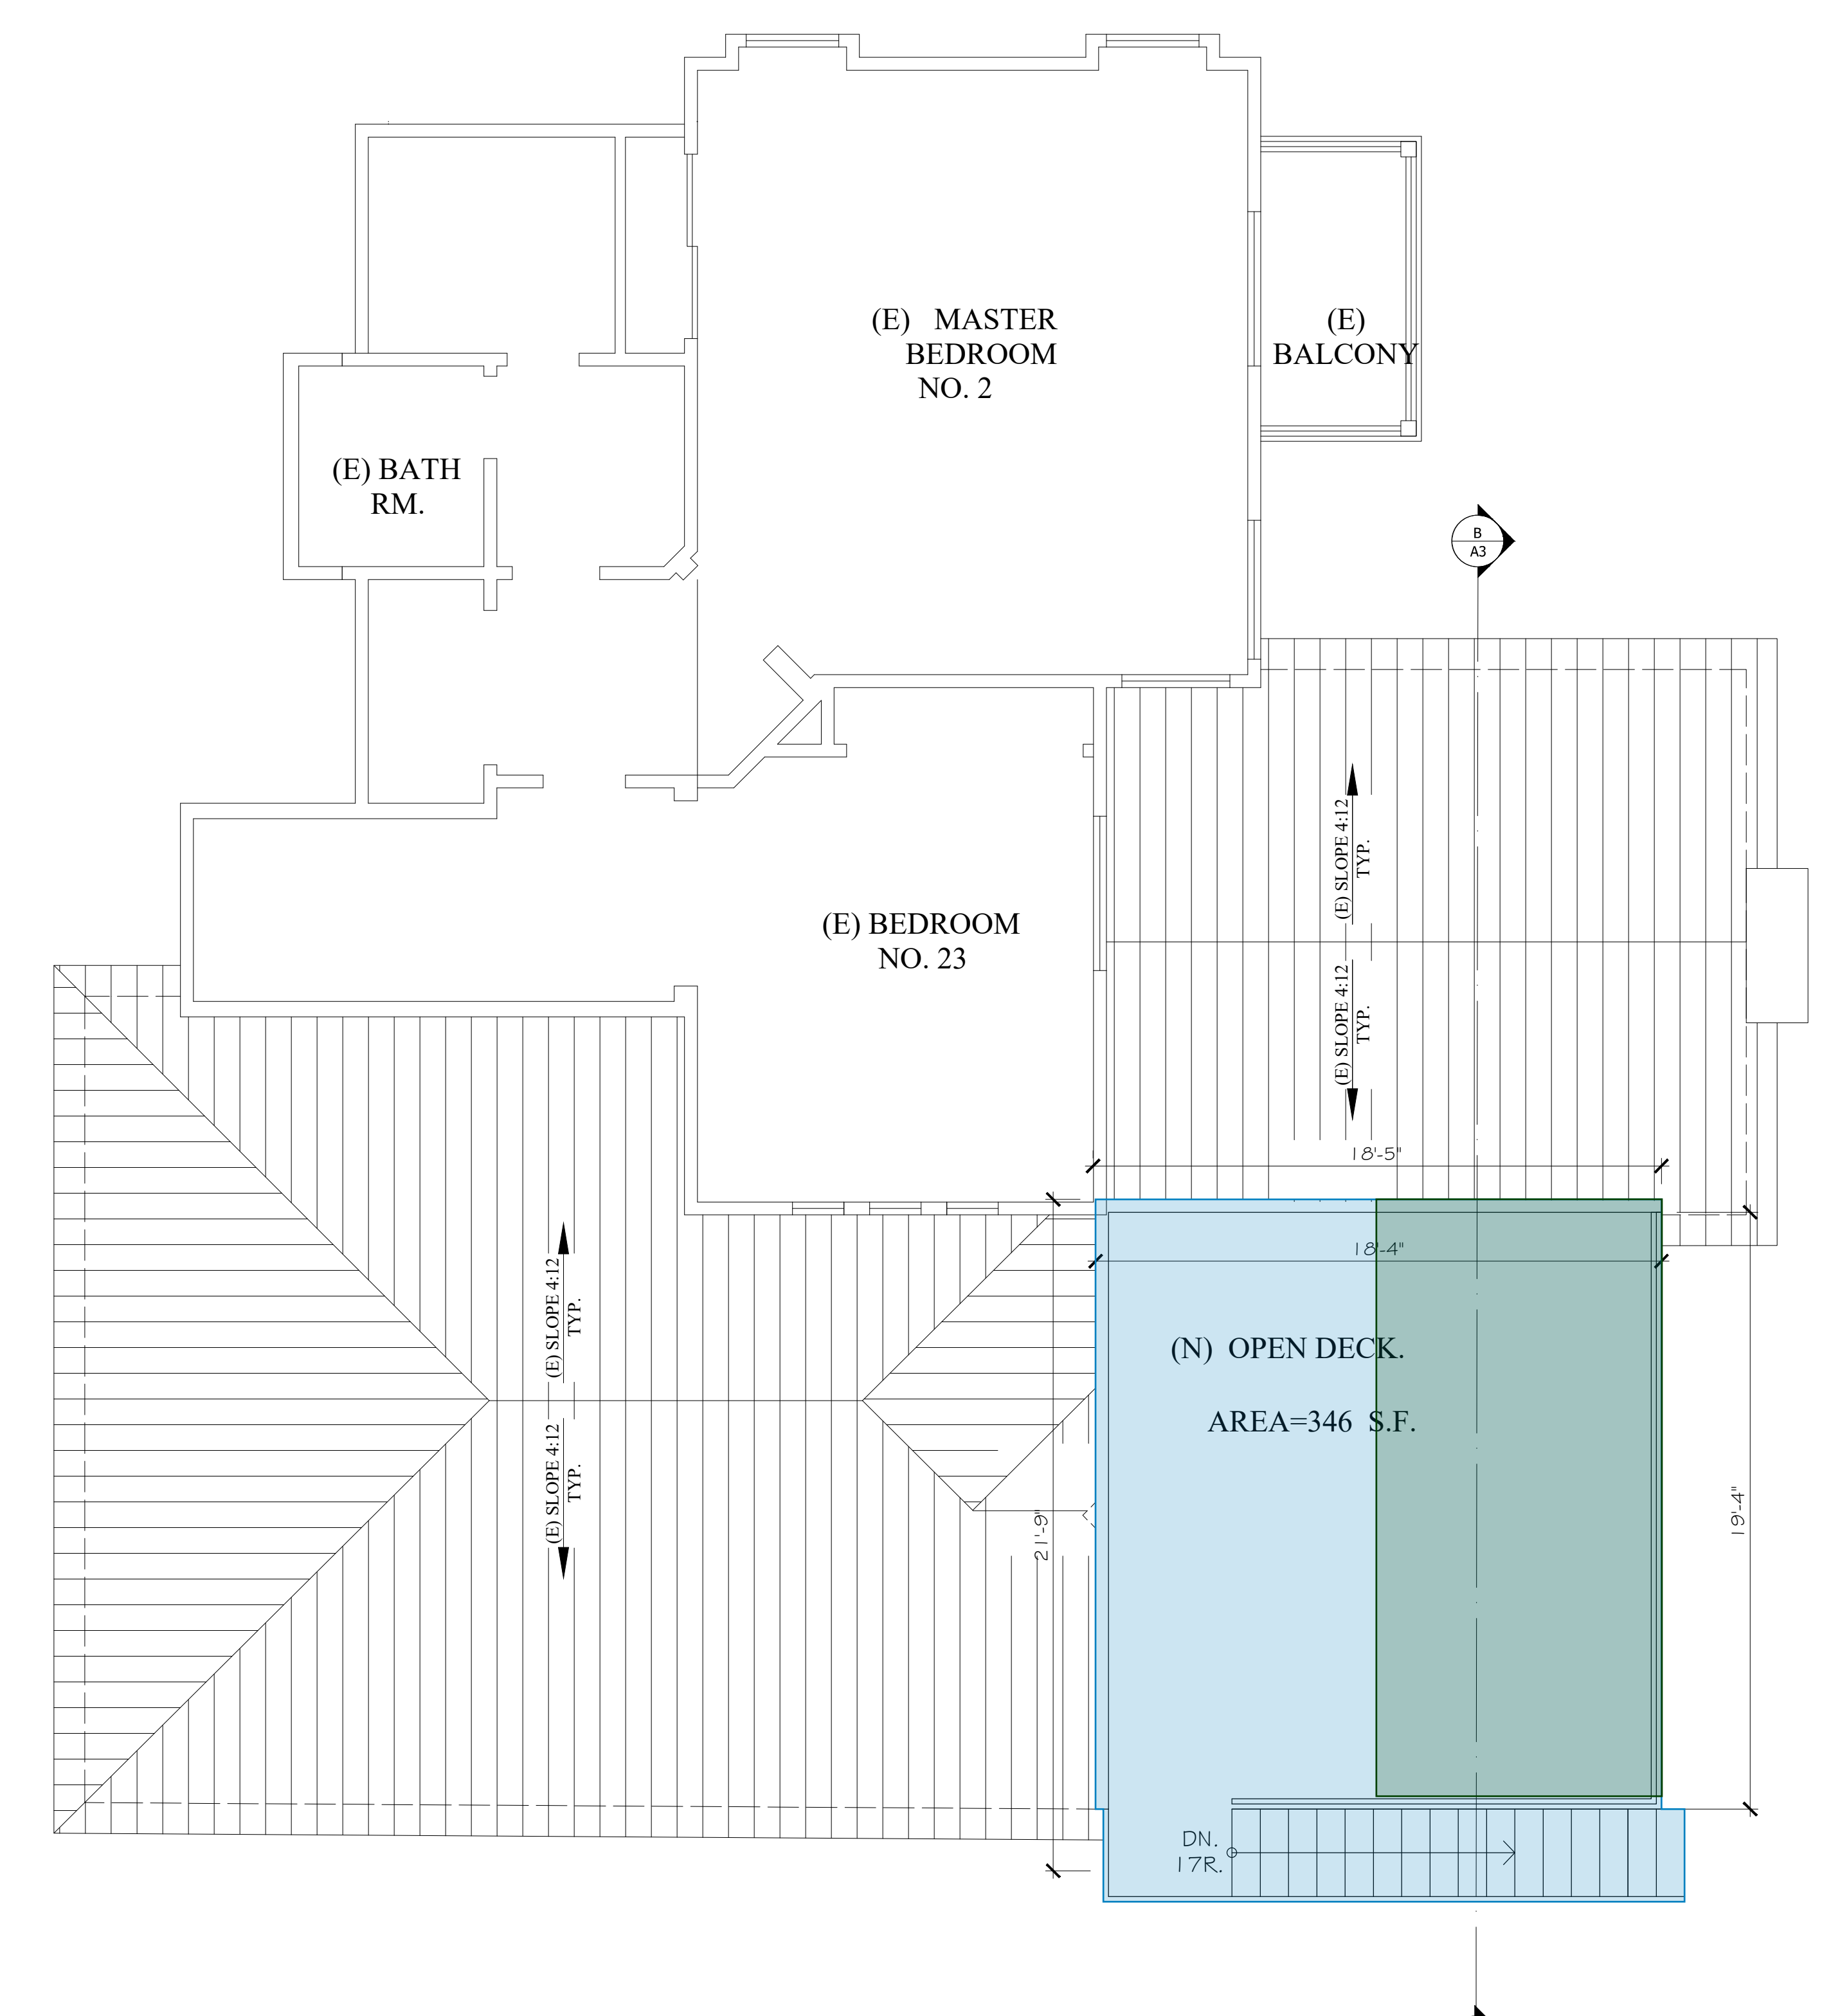 (E) MASTER
BEDROOM
NO. 2
(E)
BALCONY
(E) BATH
RM.
B
A3
(E) SLOPE 4:12
TYP.
(E) BEDROOM
NO. 23
(E) SLOPE 4:12
TYP.
18'-5"
18'-4"
(E) SLOPE 4:12
TYP.
(N) OPEN DECK.
AREA=346 S.F.
(E) SLOPE 4:12
TYP.
21'-9"
19'-4"
DN.
17R.